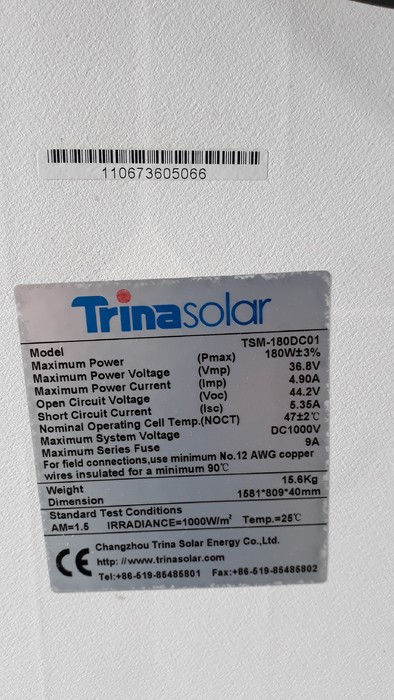 110673605066
Trinasolar
Model TSM-180DC01
Maximum Power (Pmax) 180W±3%
Maximum Power Voltage (Vmp) 36.8V
Maximum Power Current (Imp) 4.90A
Open Circuit Voltage (Voc) 44.2V
Short Circuit Current (Isc) 5.35A
Nominal Operating Cell Temp.(NOCT) 47±2℃
Maximum System Voltage DC1000V
Maximum Series Fuse 9A
For field connections,use minimum No.12 AWG copper
wires insulated for a minimum 90℃
Weight 15.6Kg
Dimension 1581*809*40mm
Standard Test Conditions
AM=1.5 IRRADIANCE=1000W/m² Temp.=25℃
CE
Changzhou Trina Solar Energy Co.,Ltd.
http: //www.trinasolar.com
Tel:+86-519-85485801 Fax:+86-519-85485802